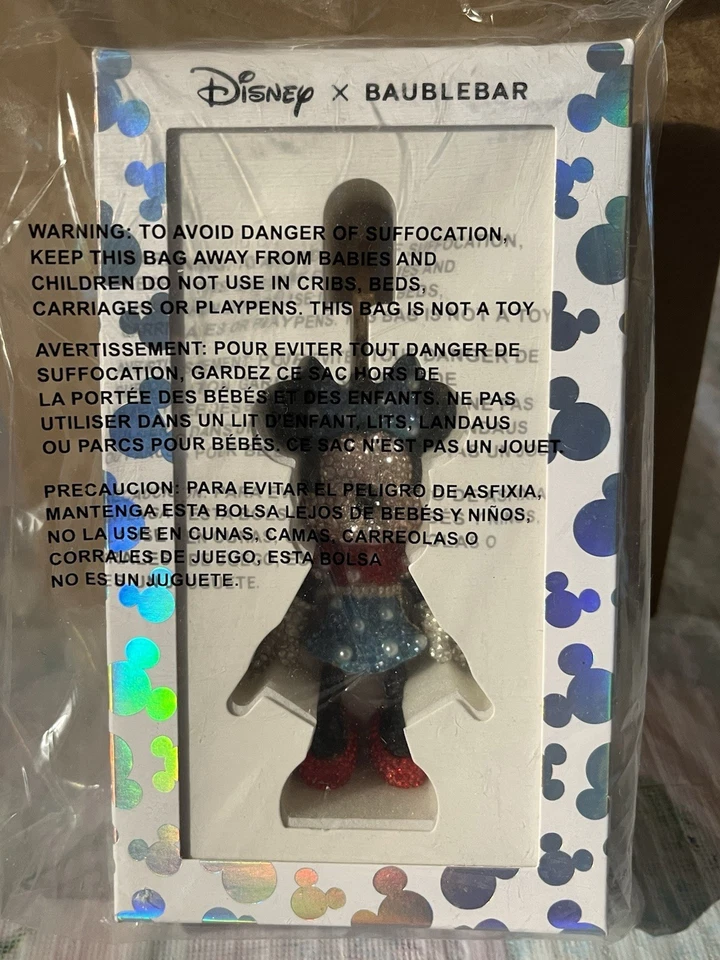 Disney × BAUBLEBAR
WARNING: TO AVOID DANGER OF SUFFOCATION,
KEEP THIS BAG AWAY FROM BABIES AND
CHILDREN DO NOT USE IN CRIBS, BEDS,
CARRIAGES OR PLAYPENS. THIS BAG IS NOT A TOY
AVERTISSEMENT: POUR EVITER TOUT DANGER DE
SUFFOCATION, GARDEZ CE SAC HORS DE
LA PORTÉE DES BÉBÉS ET DES ENFANTS. NE PAS
UTILISER DANS UN LIT D'ENFANT, LITS, LANDAUS
OU PARCS POUR BÉBÉS. CE SAC N'EST PAS UN JOUET.
PRECAUCION: PARA EVITAR EL PELIGRO DE ASFIXIA,
MANTENGA ESTA BOLSA LEJOS DE BEBÉS Y NIÑOS,
NO LA USE EN CUNAS, CAMAS, CARREOLAS O
CORRALES DE JUEGO, ESTA BOLSA
NO ES UN JUGUETE.